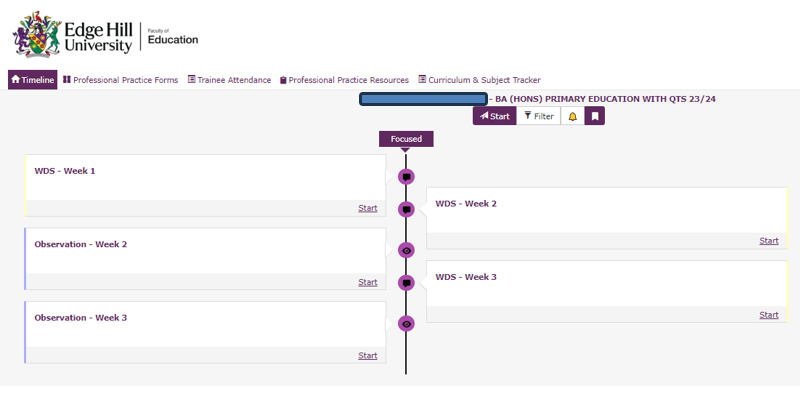 Edge Hill University
Faculty of Education
Timeline Professional Practice Forms Trainee Attendance Professional Practice Resources Curriculum & Subject Tracker
- BA (HONS) PRIMARY EDUCATION WITH QTS 23/24
Start Filter
Focused
WDS - Week 1
Start
WDS - Week 2
Start
Observation - Week 2
Start
WDS - Week 3
Start
Observation - Week 3
Start